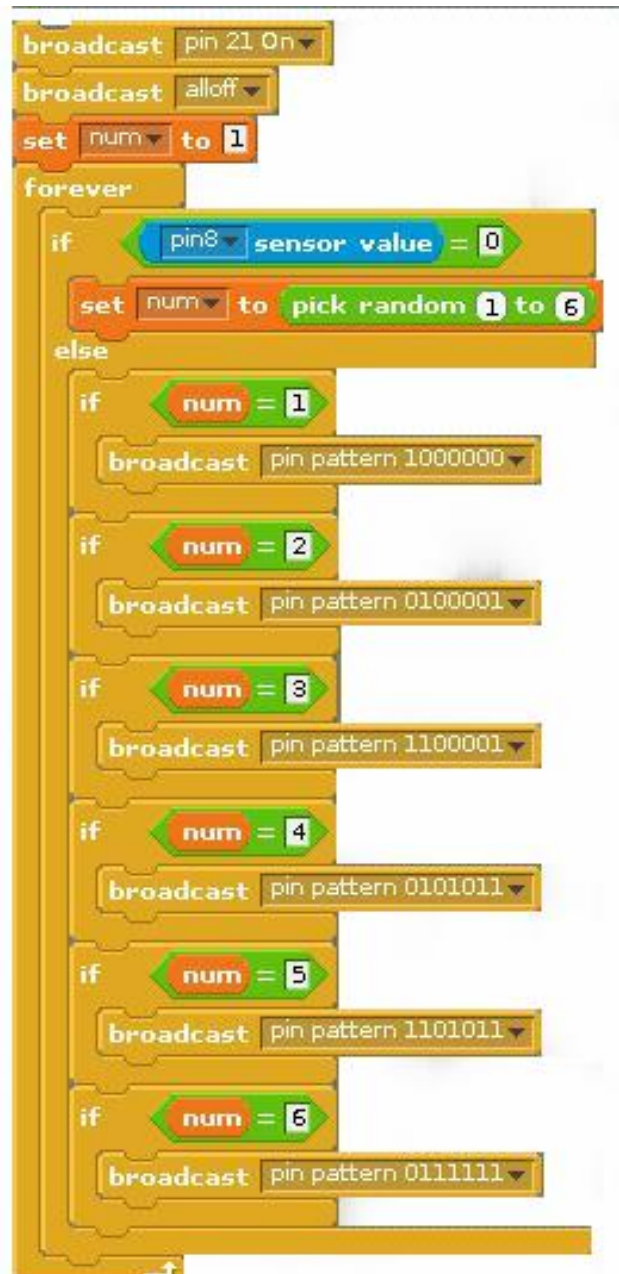 broadcast pin 21 On
broadcast alloff
set num to 1
forever
if pin8 sensor value = 0
set num to pick random 1 to 6
else
if num = 1
broadcast pin pattern 1000000
if num = 2
broadcast pin pattern 0100001
if num = 3
broadcast pin pattern 1100001
if num = 4
broadcast pin pattern 0101011
if num = 5
broadcast pin pattern 1101011
if num = 6
broadcast pin pattern 0111111